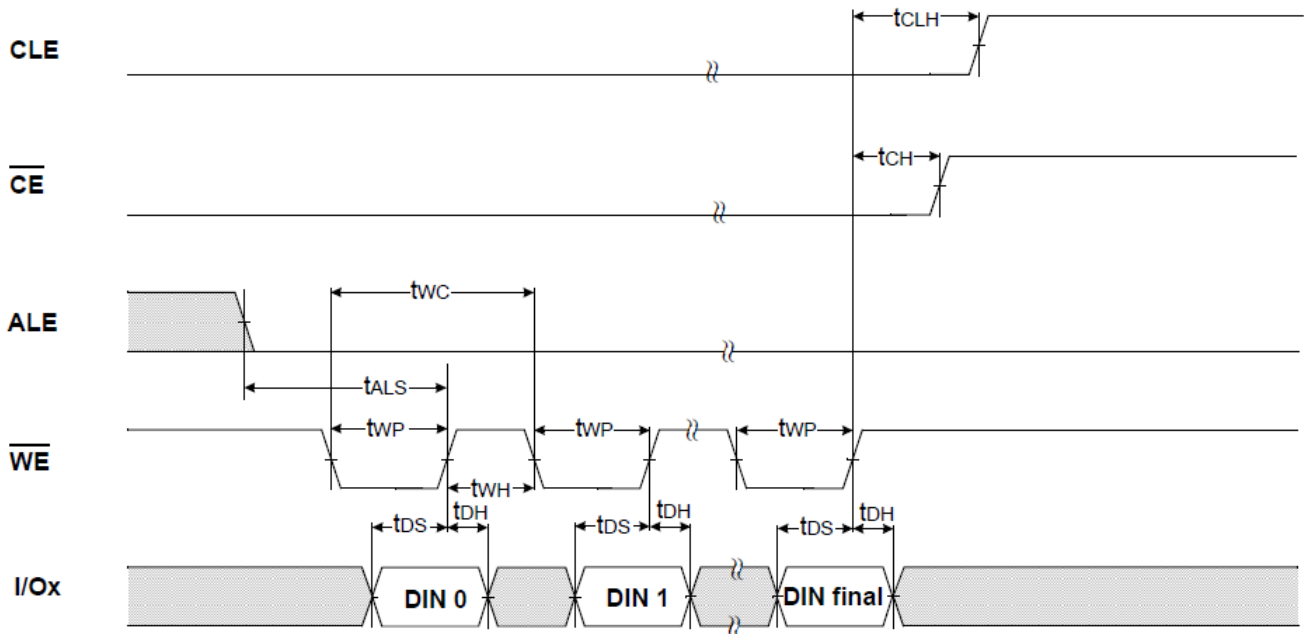 CLE
tCLH
CE
tCH
ALE
tWC
tALS
WE
tWP
tWP
tWP
tWH
tDS
tDH
tDS
tDH
tDS
tDH
I/Ox
DIN 0
DIN 1
DIN final